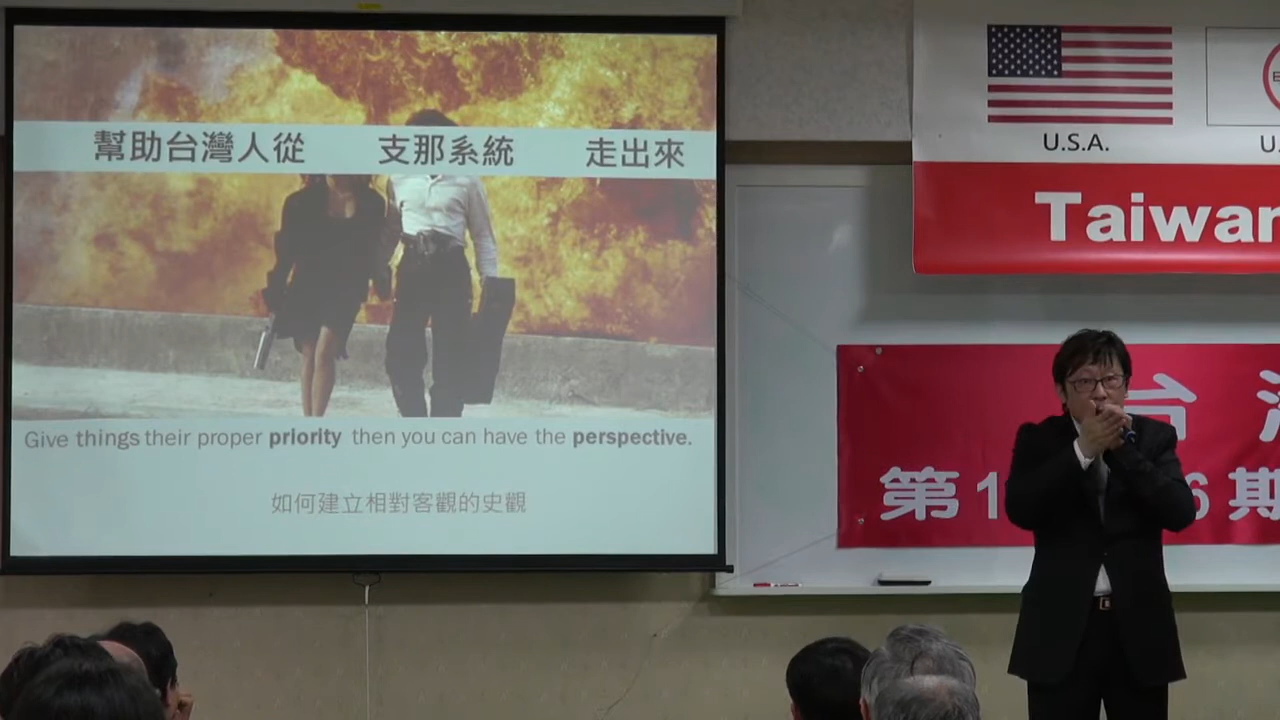 幫助台灣人從 支那系統 走出來
Give things their proper priority then you can have the perspective.
如何建立相對客觀的史觀
U.S.A.
Taiwan
台
第1 6期